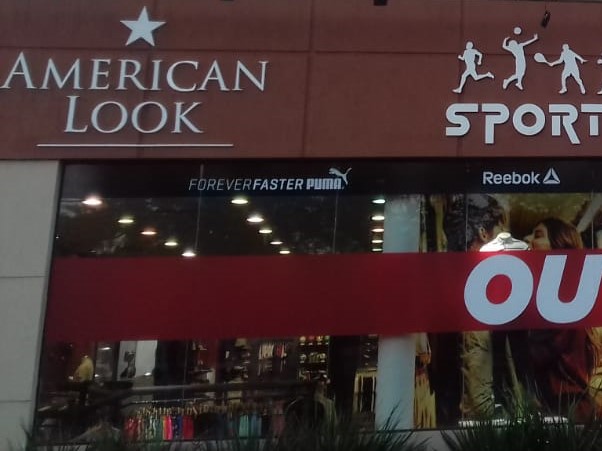 AMERICAN
LOOK
SPORT
FOREVER FASTER PUMA
Reebok
OU